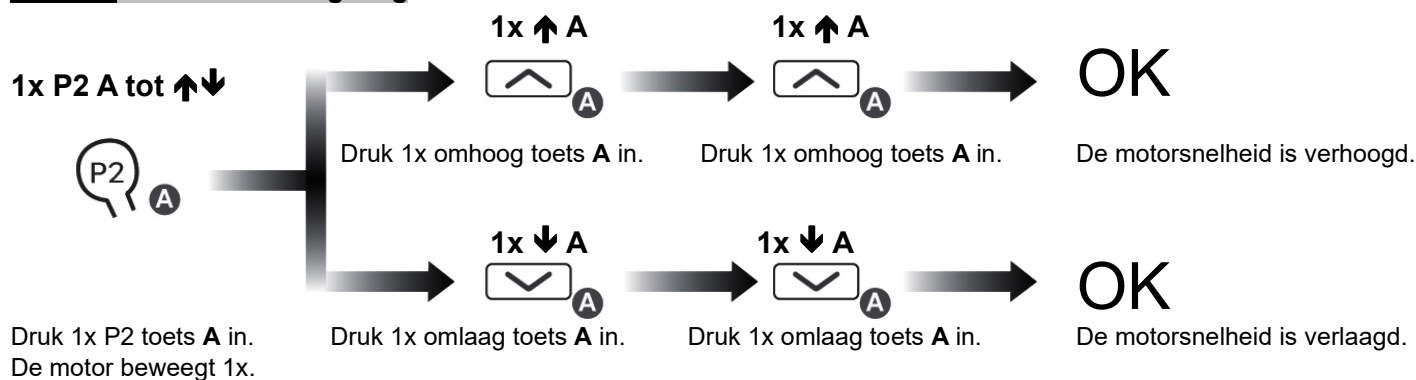 1x ↑ A
1x ↑ A
1x P2 A tot ↑↓
OK
A
A
Druk 1x omhoog toets A in.
Druk 1x omhoog toets A in.
De motorsnelheid is verhoogd.
P2
A
1x ↓ A
1x ↓ A
OK
A
A
Druk 1x P2 toets A in.
De motor beweegt 1x.
Druk 1x omlaag toets A in.
Druk 1x omlaag toets A in.
De motorsnelheid is verlaagd.